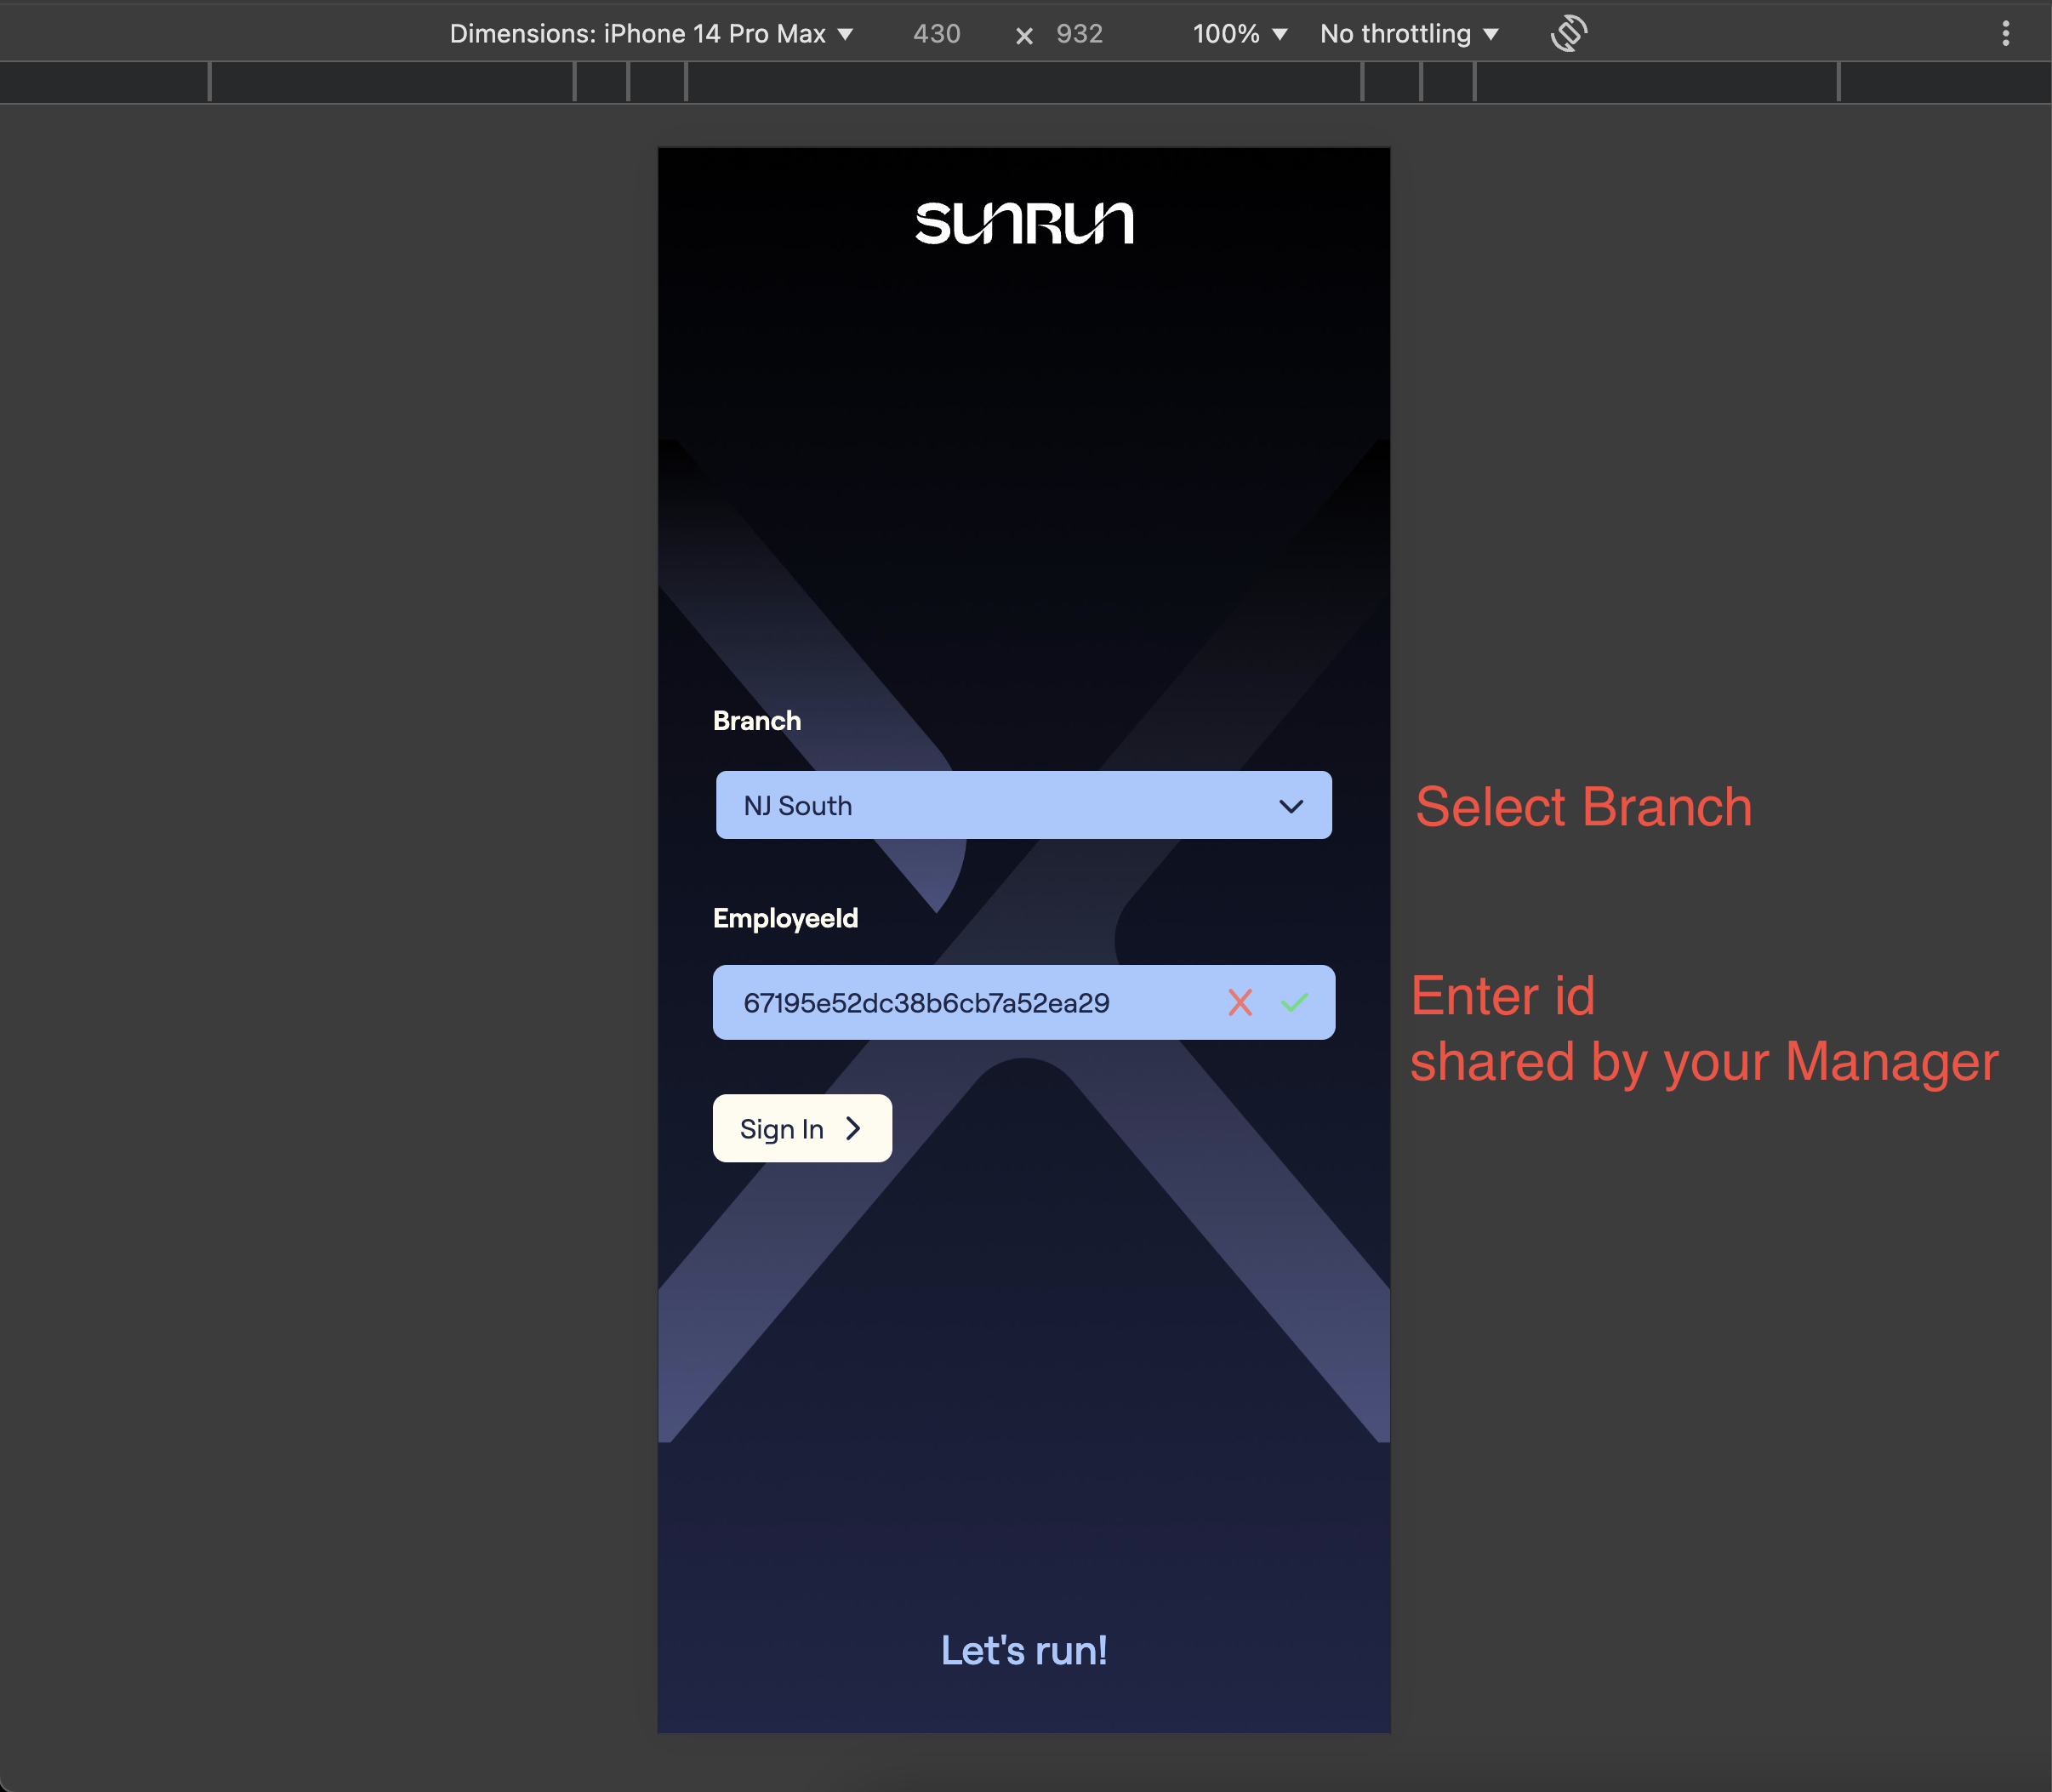 Dimensions: iPhone 14 Pro Max ▼ 430 × 932 100% ▼ No throttling ▼
sunrun
Branch
NJ South
Select Branch
EmployeeId
67195e52dc38b6cb7a52ea29
Enter id
shared by your Manager
Sign In
Let's run!